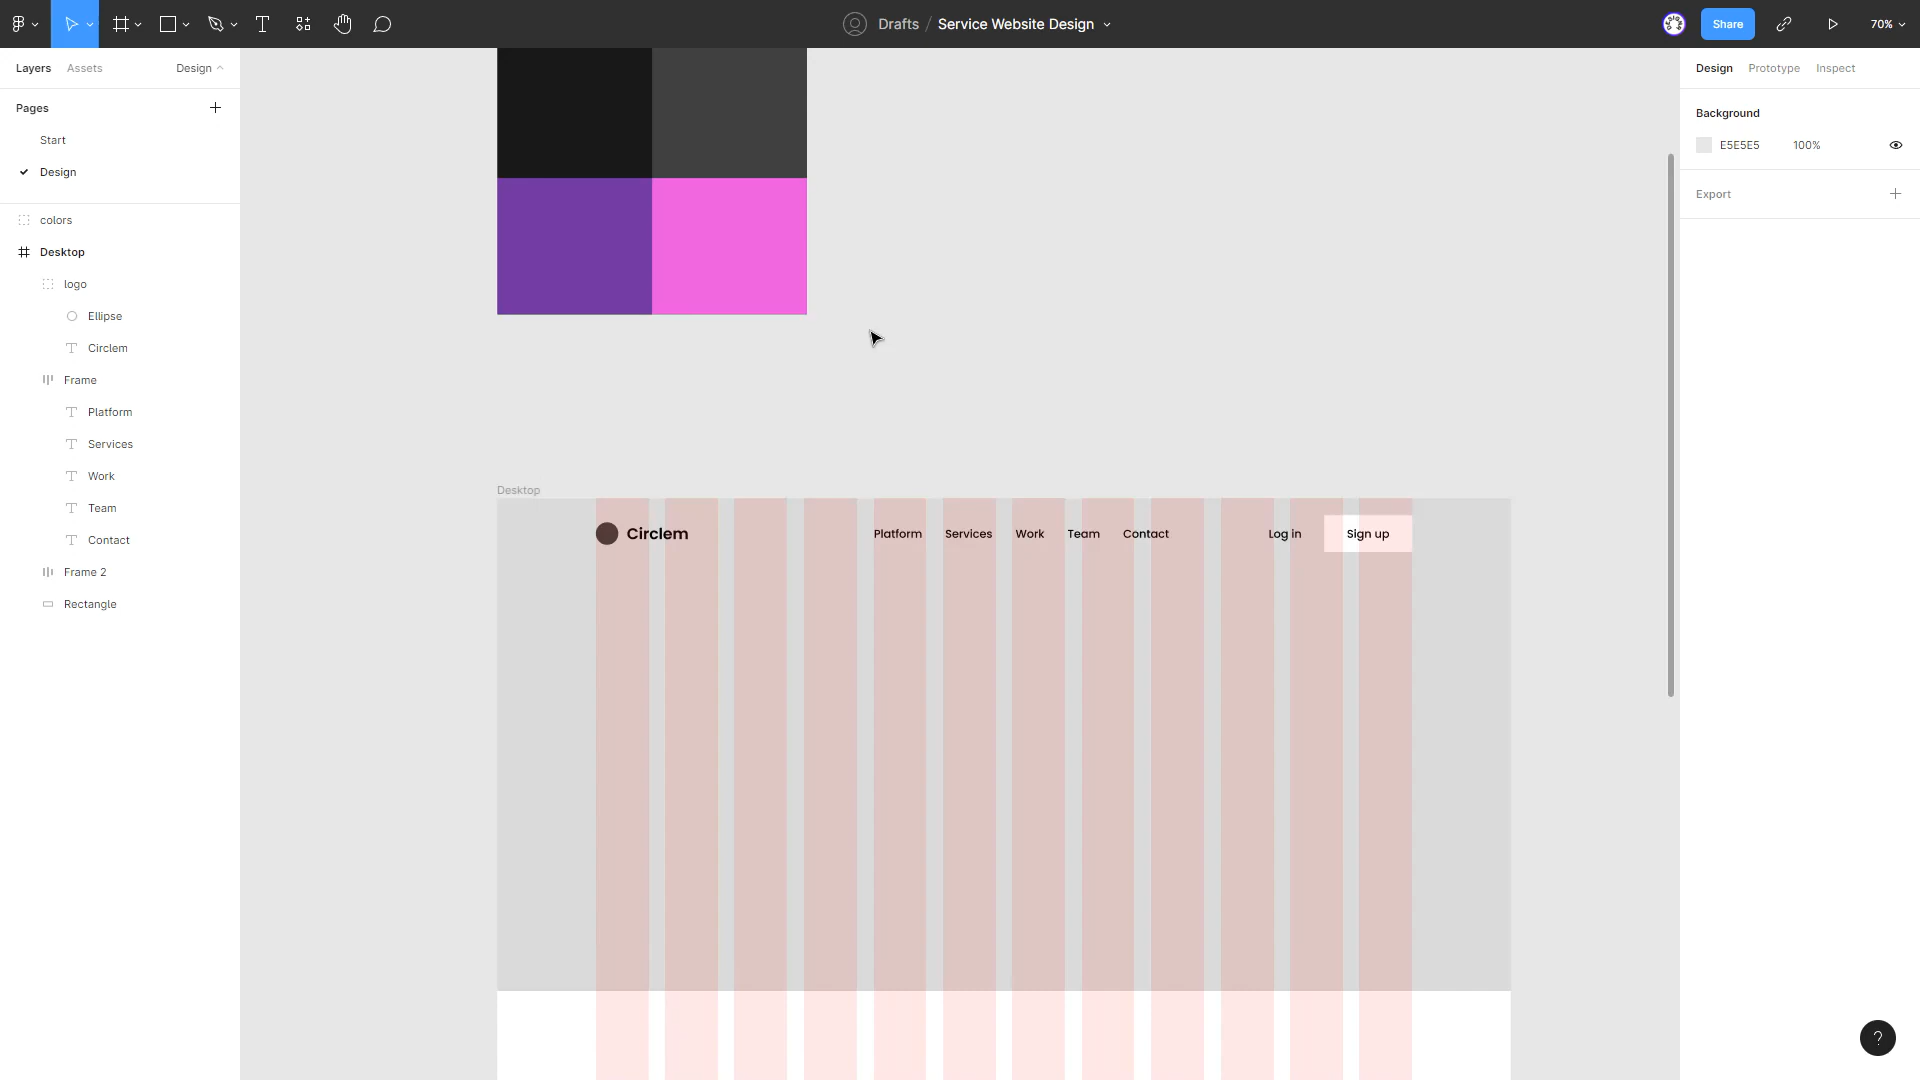 Drafts / Service Website Design
Share
70%
Layers Assets Design
Design Prototype Inspect
Pages
Start
Design
colors
Desktop
logo
Ellipse
Circlem
Frame
Platform
Services
Work
Team
Contact
Frame 2
Rectangle
Desktop
Circlem Platform Services Work Team Contact Log in Sign up
Background
E5E5E5 100%
Export
?